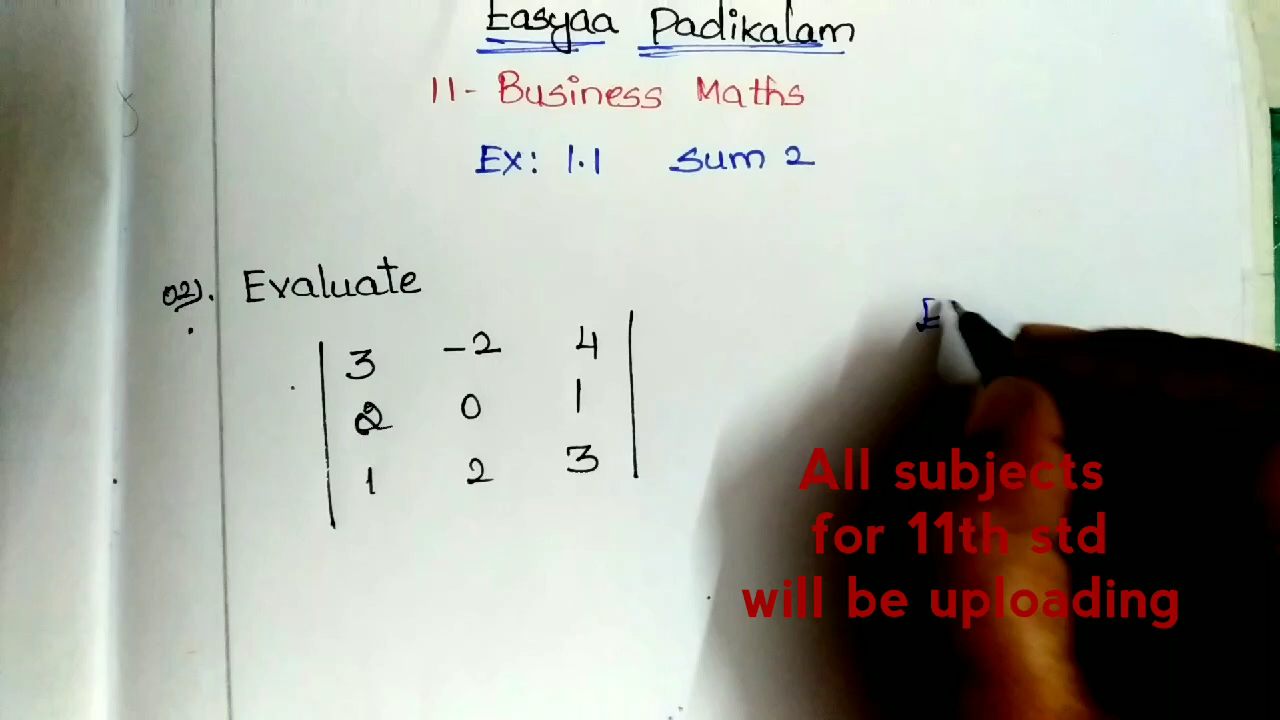 Easyaa Padikalam
11- Business Maths
Ex: 1.1 Sum 2
02). Evaluate
3 -2 4
2 0 1
1 2 3
All subjects
for 11th std
will be uploading